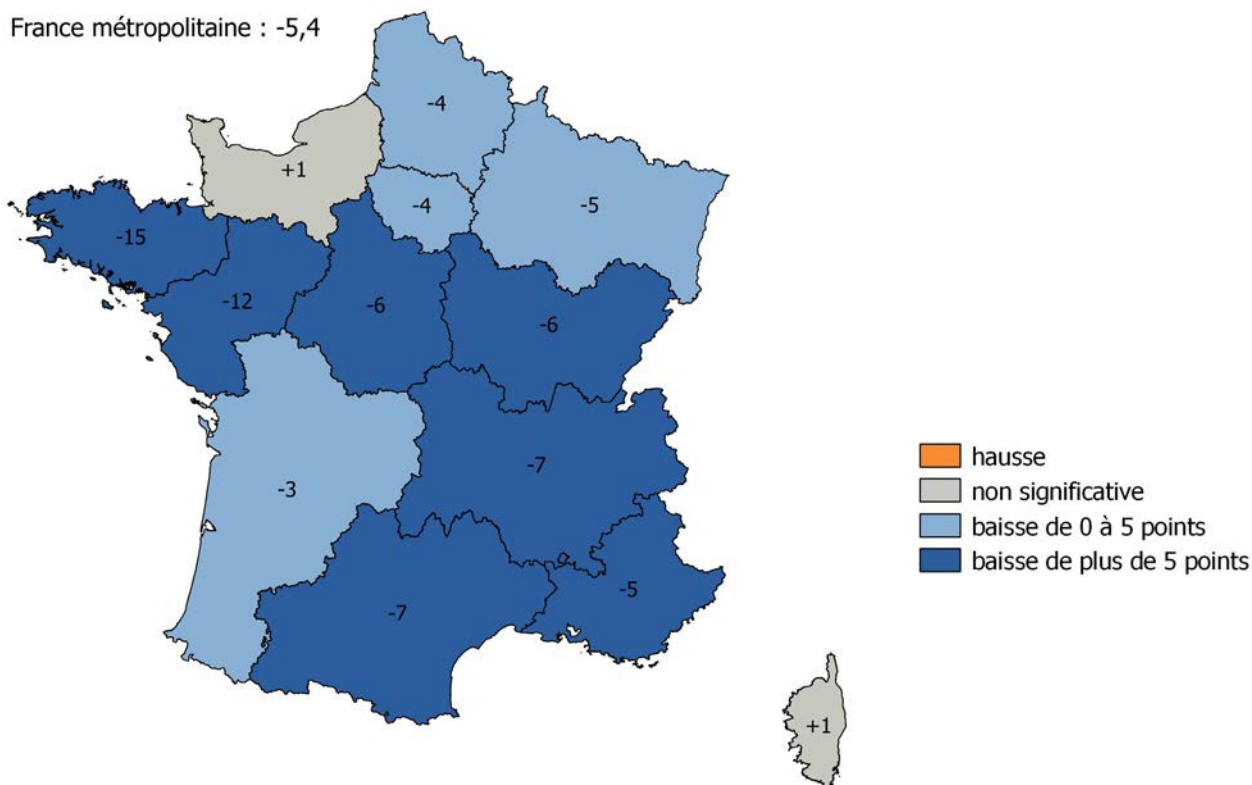 France métropolitaine : -5,4
-4
+1
-4
-5
-15
-12
-6
-6
-7
-3
-5
-7
+1
hausse
non significative
baisse de 0 à 5 points
baisse de plus de 5 points